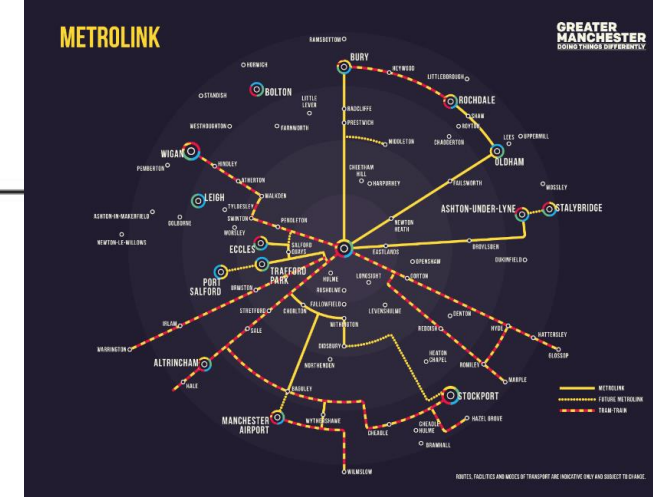 METROLINK
GREATER
MANCHESTER
DOING THINGS DIFFERENTLY
RAMSBOTTOM
BURY
HEYWOOD
HORWICH
LITTLEBOROUGH
BOLTON
STANDISH
LITTLE
LEVER
ROCHDALE
RADCLIFFE
SHAW
PRESTWICH
ROYTON
WESTHOUGHTON
FARNWORTH
MIDDLETON
CHADDERTON
LEES
UPPERMILL
WIGAN
OLDHAM
HINDLEY
PEMBERTON
CHEETHAM
HILL
HARPURHEY
ATHERTON
FAILSWORTH
MOSSLEY
WALKDEN
LEIGH
TYLDESLEY
ASHTON-UNDER-LYNE
STALYBRIDGE
ASHTON-IN-MAKERFIELD
GOLBORNE
SWINTON
PENDLETON
NEWTON
HEATH
WORSLEY
NEWTON-LE-WILLOWS
ECCLES
SALFORD
QUAYS
EASTLANDS
DROYLSDEN
DUKINFIELD
OPENSHAW
PORT
SALFORD
TRAFFORD
PARK
HULME
LONGSIGHT
GORTON
URMSTON
RUSHOLME
FALLOWFIELD
STRETFORD
CHORLTON
LEVENSHULME
DENTON
IRLAM
SALE
WITHINGTON
REDDISH
HYDE
HATTERSLEY
WARRINGTON
DIDSBURY
GLOSSOP
ALTRINCHAM
NORTHENDEN
HEATON
CHAPEL
ROMILEY
HALE
MARPLE
BAGULEY
STOCKPORT
METROLINK
FUTURE METROLINK
TRAM-TRAIN
MANCHESTER
AIRPORT
WYTHENSHAWE
CHEADLE
CHEADLE
HULME
HAZEL GROVE
BRAMHALL
WILMSLOW
ROUTES, FACILITIES AND MODES OF TRANSPORT ARE INDICATIVE ONLY AND SUBJECT TO CHANGE.